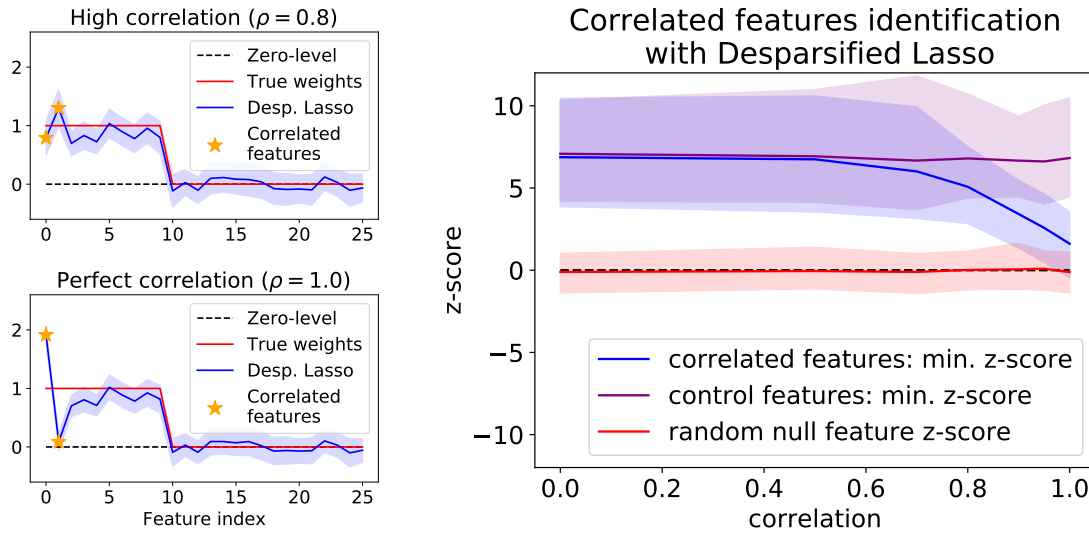 High correlation (ρ = 0.8)
2
1
0
Zero-level
True weights
Desp. Lasso
Correlated
features
0 5 10 15 20 25
Perfect correlation (ρ = 1.0)
2
1
0
Zero-level
True weights
Desp. Lasso
Correlated
features
0 5 10 15 20 25
Feature index
Correlated features identification
with Desparsified Lasso
z-score
10
5
0
−5
−10
correlated features: min. z-score
control features: min. z-score
random null feature z-score
0.0 0.2 0.4 0.6 0.8 1.0
correlation